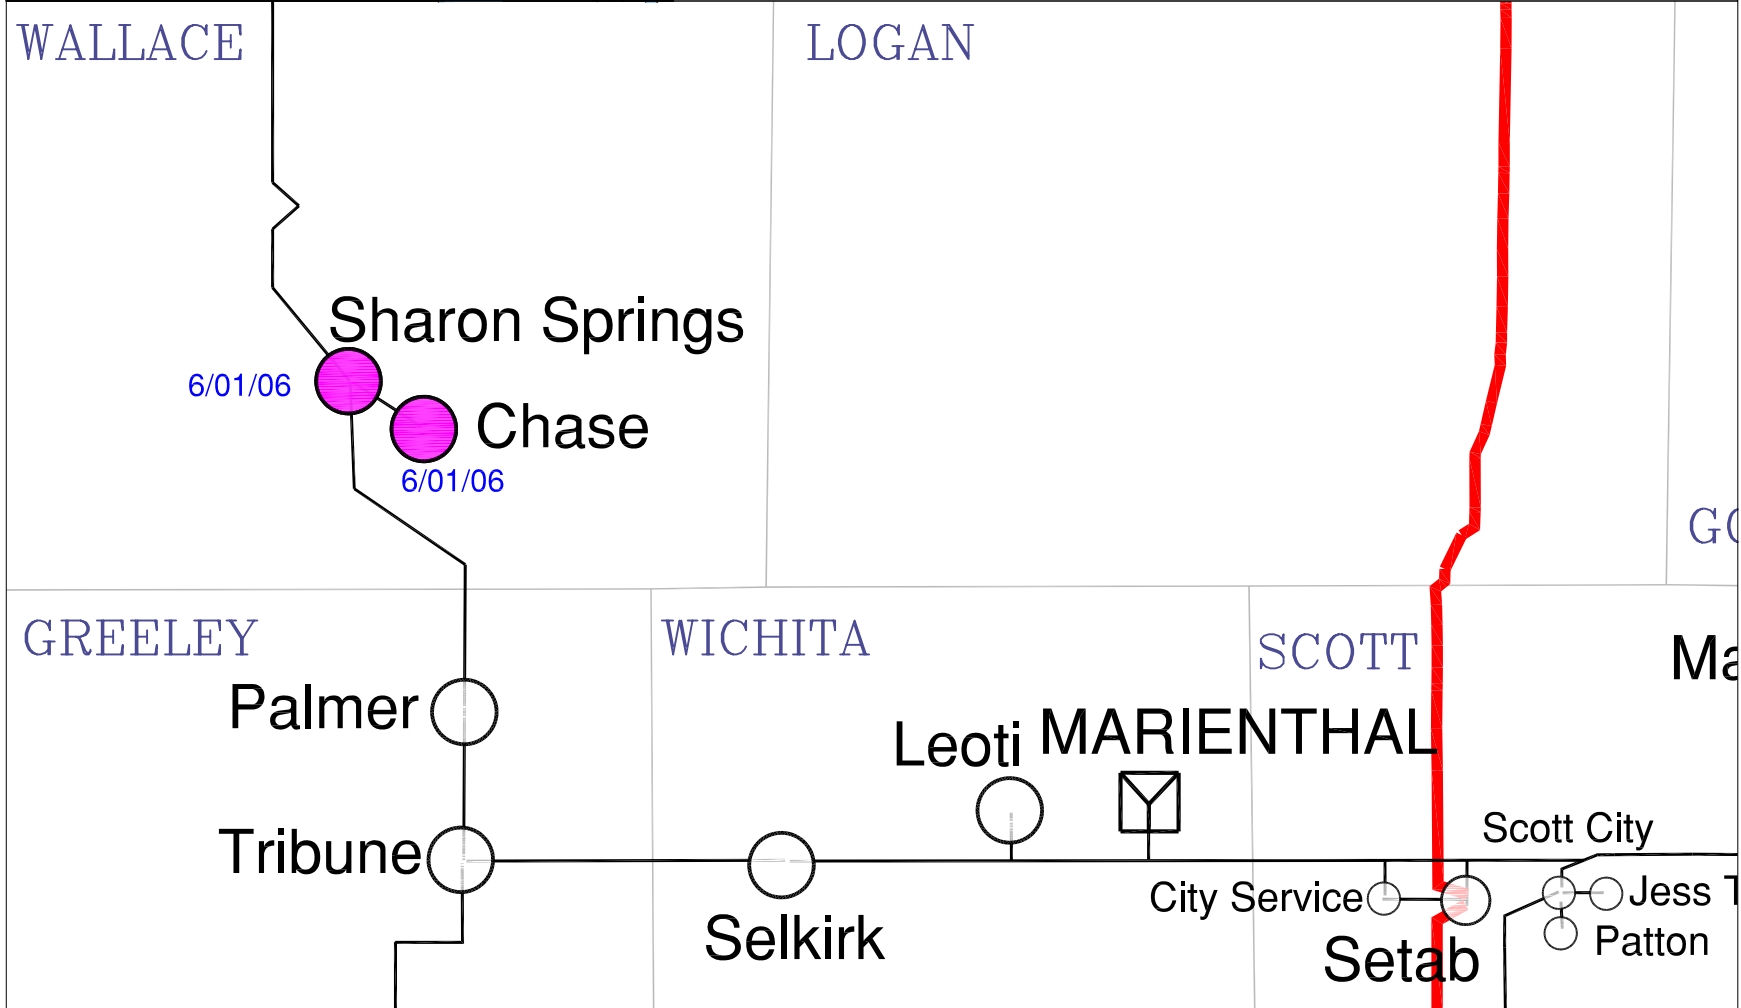 WALLACE
LOGAN
Sharon Springs
6/01/06
Chase
6/01/06
GREELEY
WICHITA
SCOTT
Palmer
Leoti
MARIENTHAL
Tribune
Scott City
City Service
Jess
Selkirk
Setab
Patton